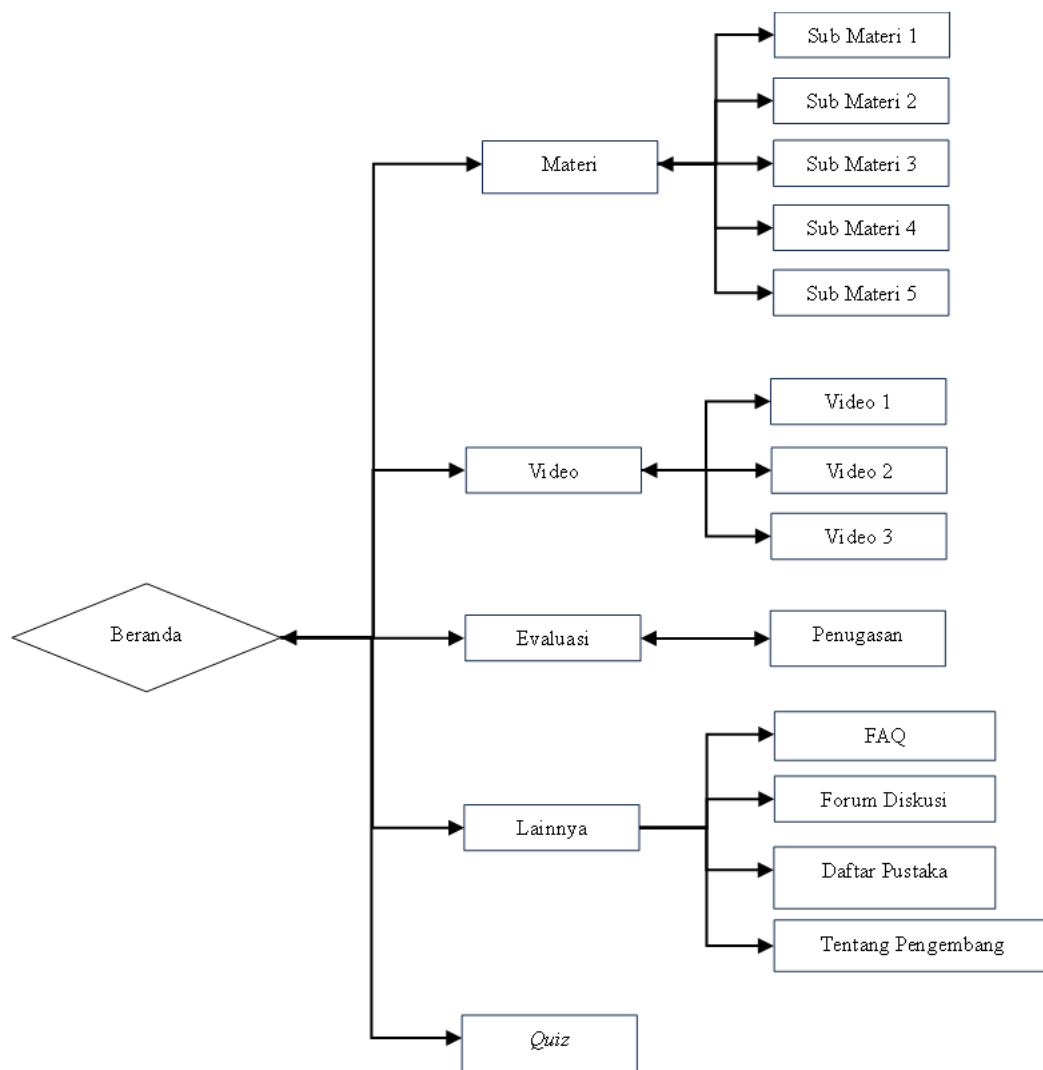 Sub Materi 1
Sub Materi 2
Materi
Sub Materi 3
Sub Materi 4
Sub Materi 5
Video 1
Video
Video 2
Video 3
Beranda
Evaluasi
Penugasan
FAQ
Forum Diskusi
Lainnya
Daftar Pustaka
Tentang Pengembang
Quiz